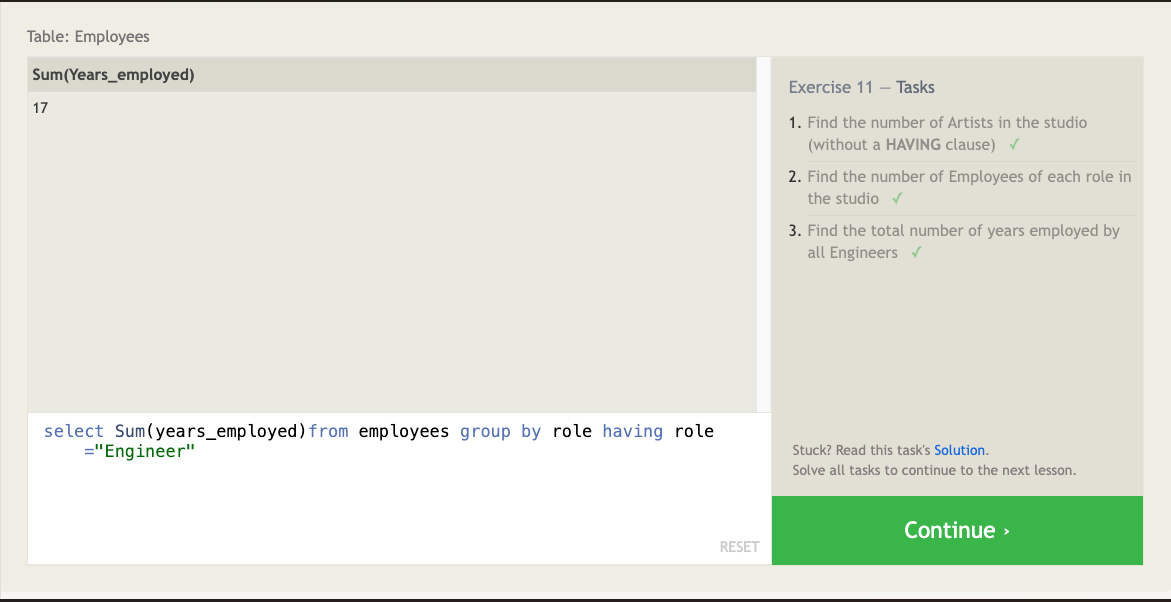 Table: Employees
Sum(Years_employed)
17
select Sum(years_employed)from employees group by role having role
="Engineer"
RESET
Exercise 11 — Tasks
1. Find the number of Artists in the studio
(without a HAVING clause) ✓
2. Find the number of Employees of each role in
the studio ✓
3. Find the total number of years employed by
all Engineers ✓
Stuck? Read this task's Solution.
Solve all tasks to continue to the next lesson.
Continue ›